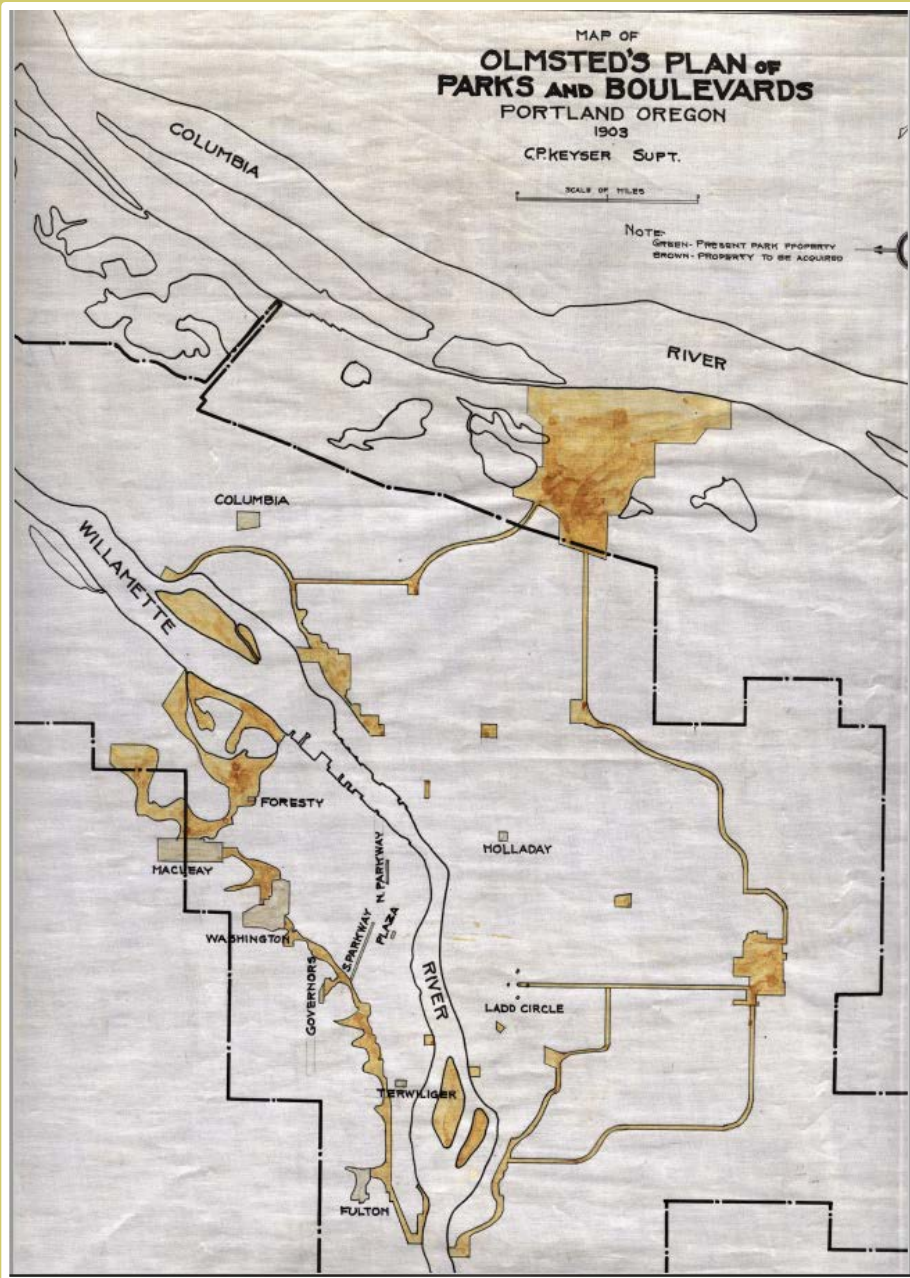 MAP OF
OLMSTED'S PLAN OF
PARKS AND BOULEVARDS
PORTLAND OREGON
1903
C.P. KEYSER SUPT.
SCALE OF MILES
NOTE-
GREEN- PRESENT PARK PROPERTY
BROWN- PROPERTY TO BE ACQUIRED
COLUMBIA
RIVER
COLUMBIA
WILLAMETTE
FORESTY
MACLEAY
HOLLADAY
N. PARKWAY
PLAZA
S. PARKWAY
WASHINGTON
GOVERNORS
RIVER
LADD CIRCLE
TERWILIGER
FULTON